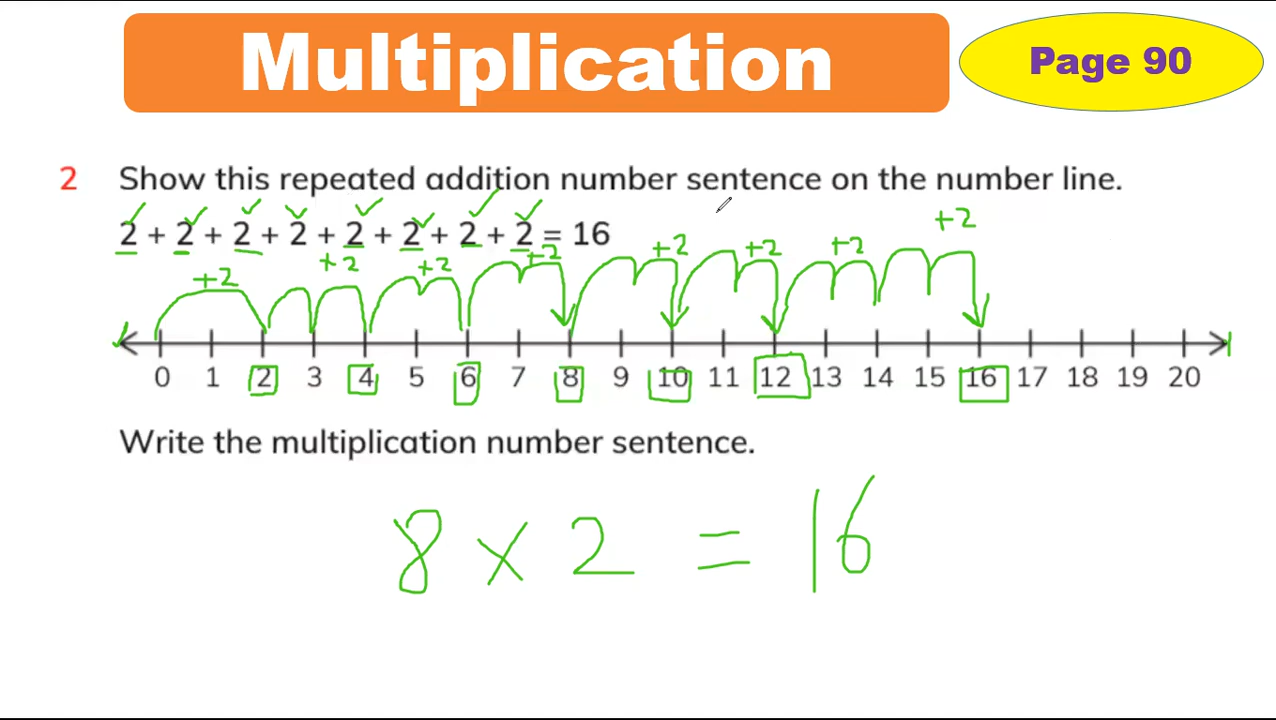 Multiplication
Page 90
2 Show this repeated addition number sentence on the number line.
2 + 2 + 2 + 2 + 2 + 2 + 2 + 2 = 16
+2 +2 +2 +2 +2 +2 +2 +2
0 1 2 3 4 5 6 7 8 9 10 11 12 13 14 15 16 17 18 19 20
Write the multiplication number sentence.
8 × 2 = 16